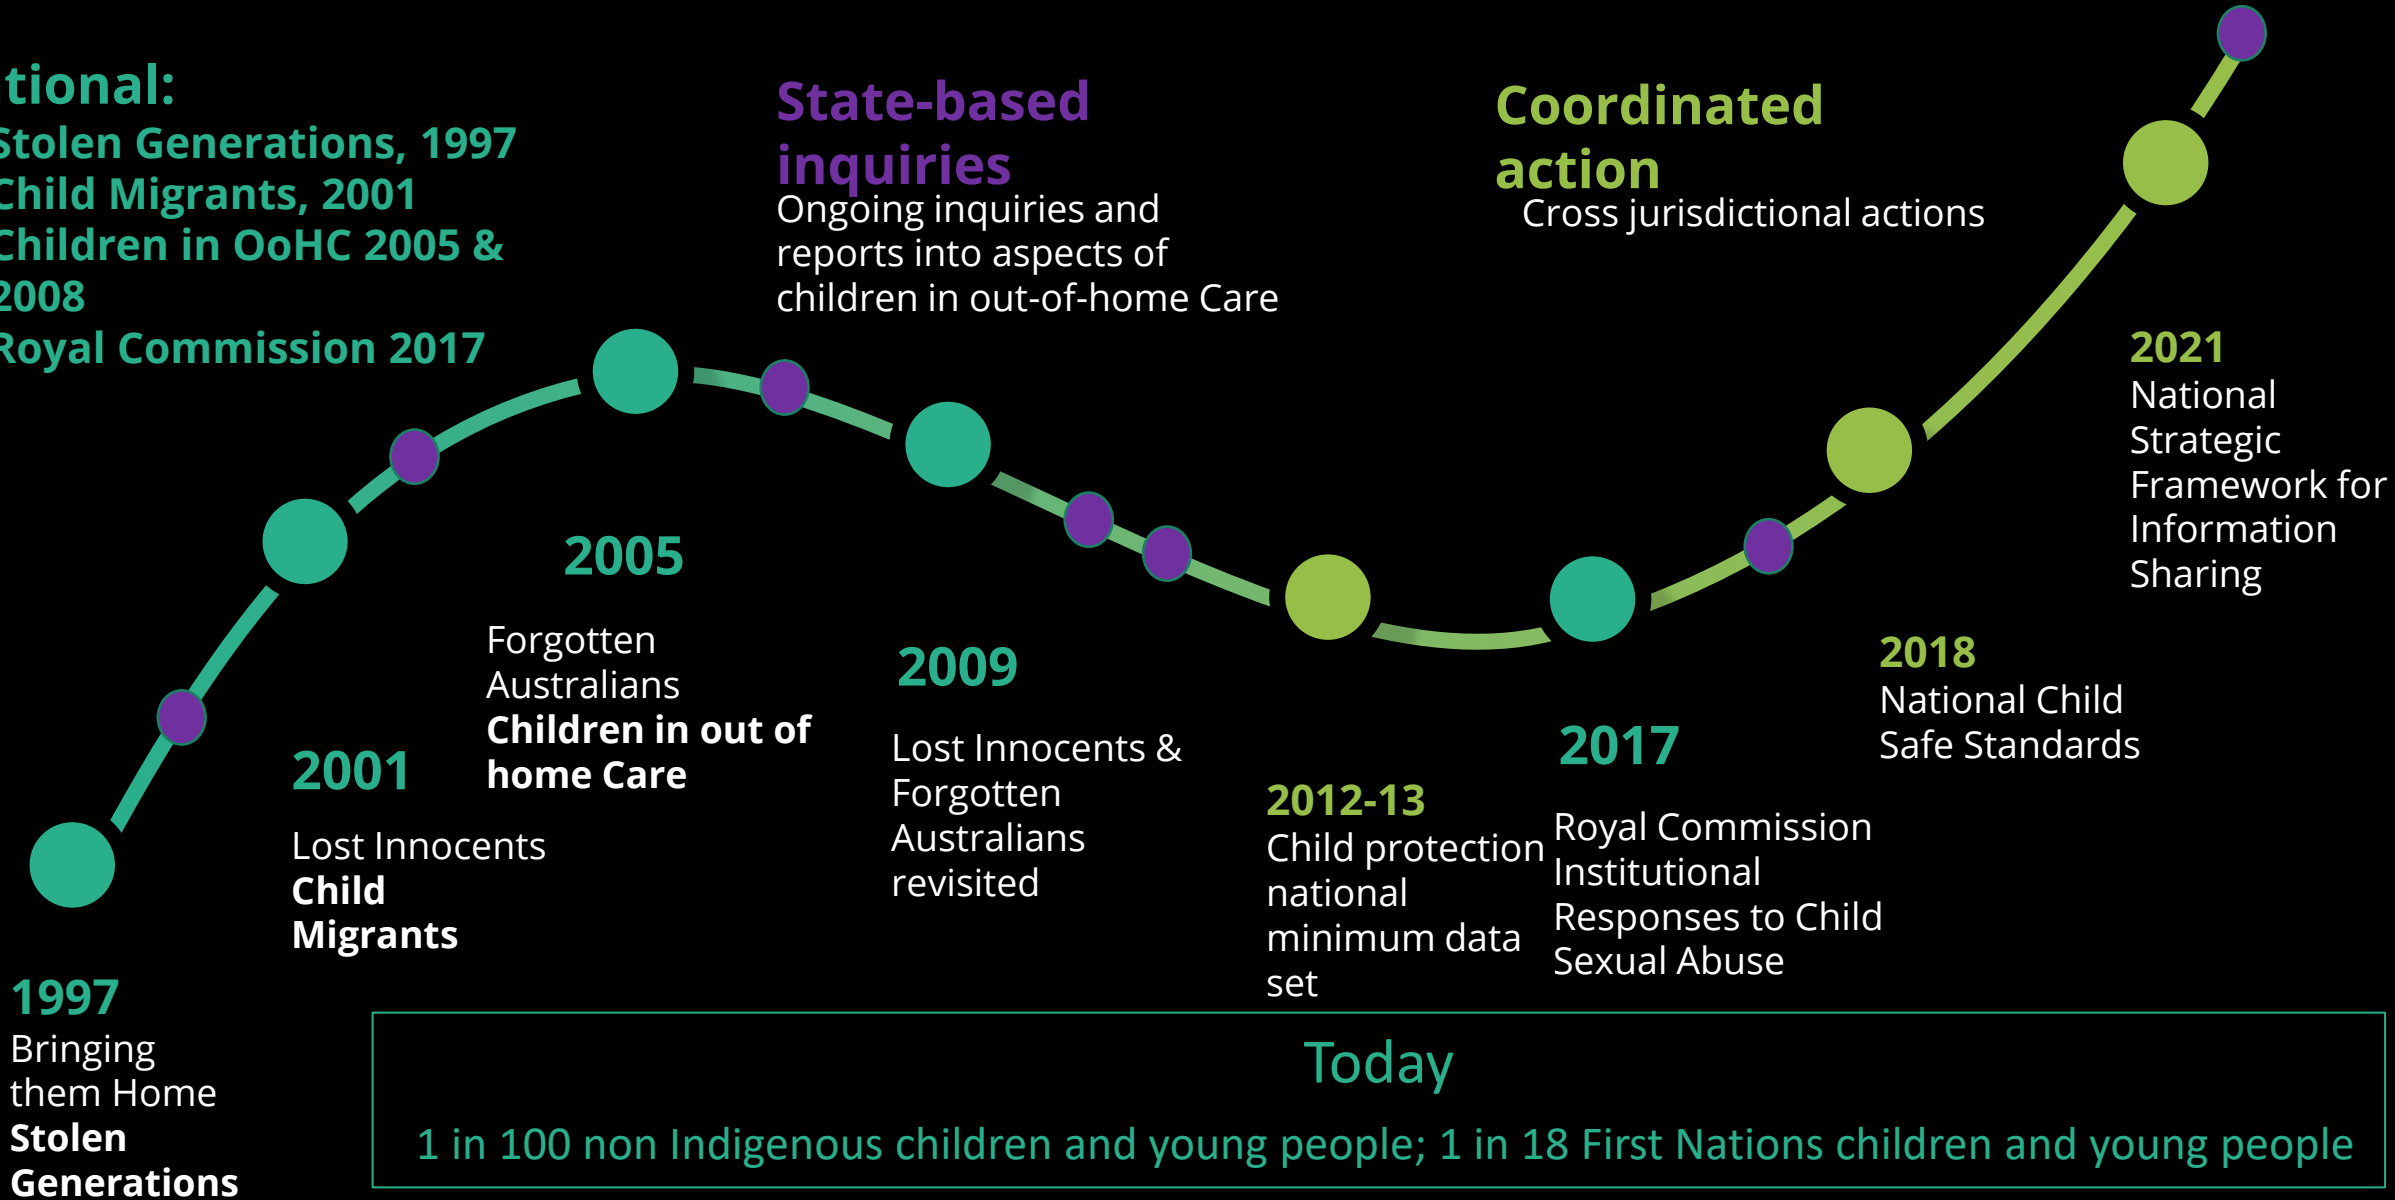 tional:
Stolen Generations, 1997
Child Migrants, 2001
Children in OoHC 2005 &
2008
Royal Commission 2017
State-based
inquiries
Ongoing inquiries and
reports into aspects of
children in out-of-home Care
Coordinated
action
Cross jurisdictional actions
1997
Bringing
them Home
Stolen
Generations
2001
Lost Innocents
Child
Migrants
2005
Forgotten
Australians
Children in out of
home Care
2009
Lost Innocents &
Forgotten
Australians
revisited
2012-13
Child protection
national
minimum data
set
2017
Royal Commission
Institutional
Responses to Child
Sexual Abuse
2018
National Child
Safe Standards
2021
National
Strategic
Framework for
Information
Sharing
Today
1 in 100 non Indigenous children and young people; 1 in 18 First Nations children and young people